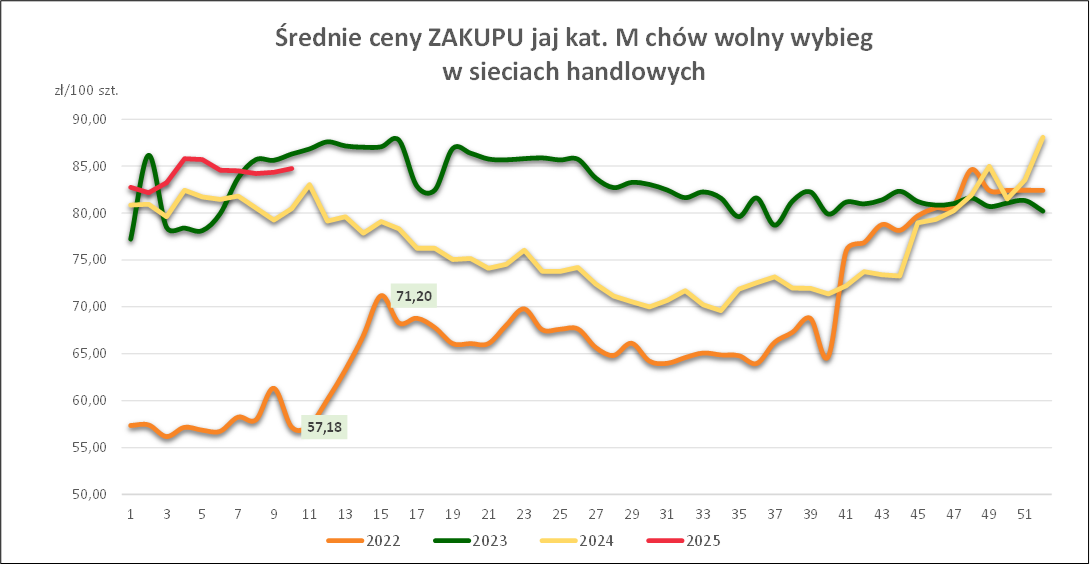 Średnie ceny ZAKUPU jaj kat. M chów wolny wybieg
w sieciach handlowych
zł/100 szt.
90,00
85,00
80,00
75,00
70,00
65,00
60,00
55,00
50,00
71,20
57,18
1 3 5 7 9 11 13 15 17 19 21 23 25 27 29 31 33 35 37 39 41 43 45 47 49 51
2022 2023 2024 2025